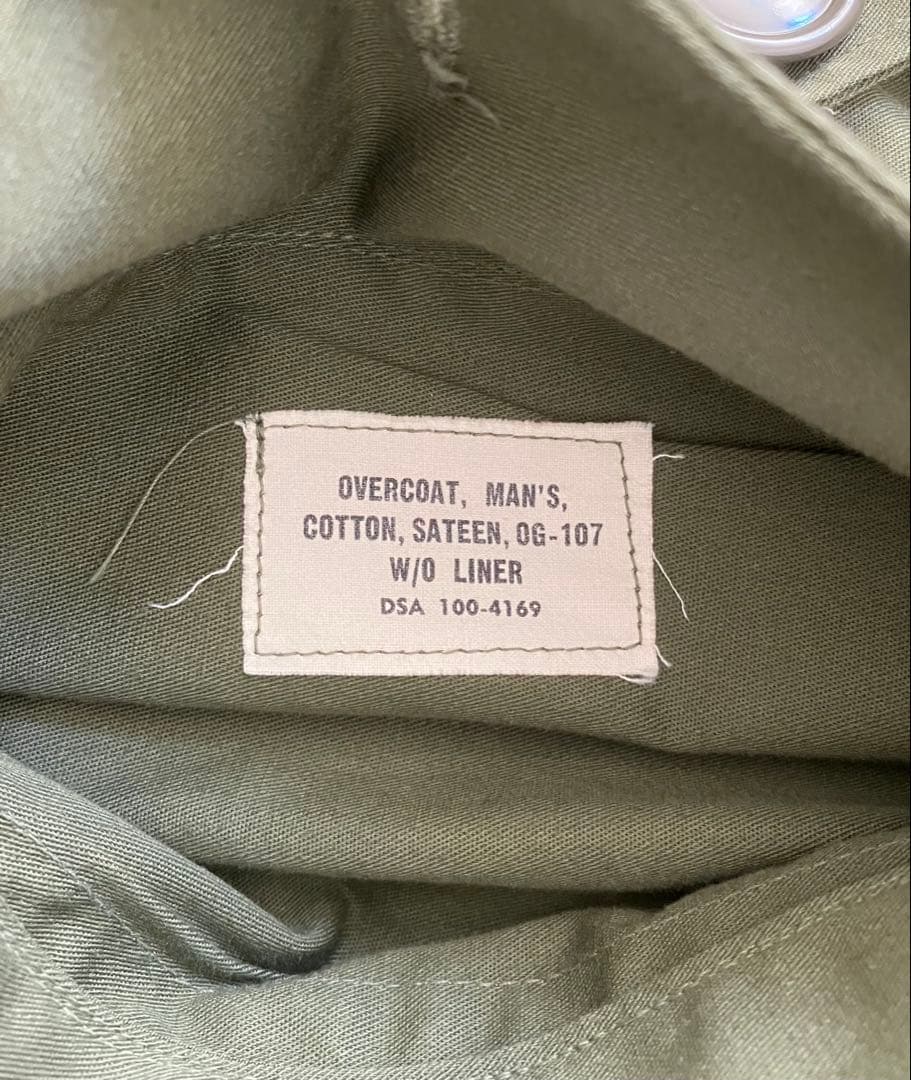 OVERCOAT, MAN'S,
COTTON, SATEEN, OG-107
W/O LINER
DSA 100-4169